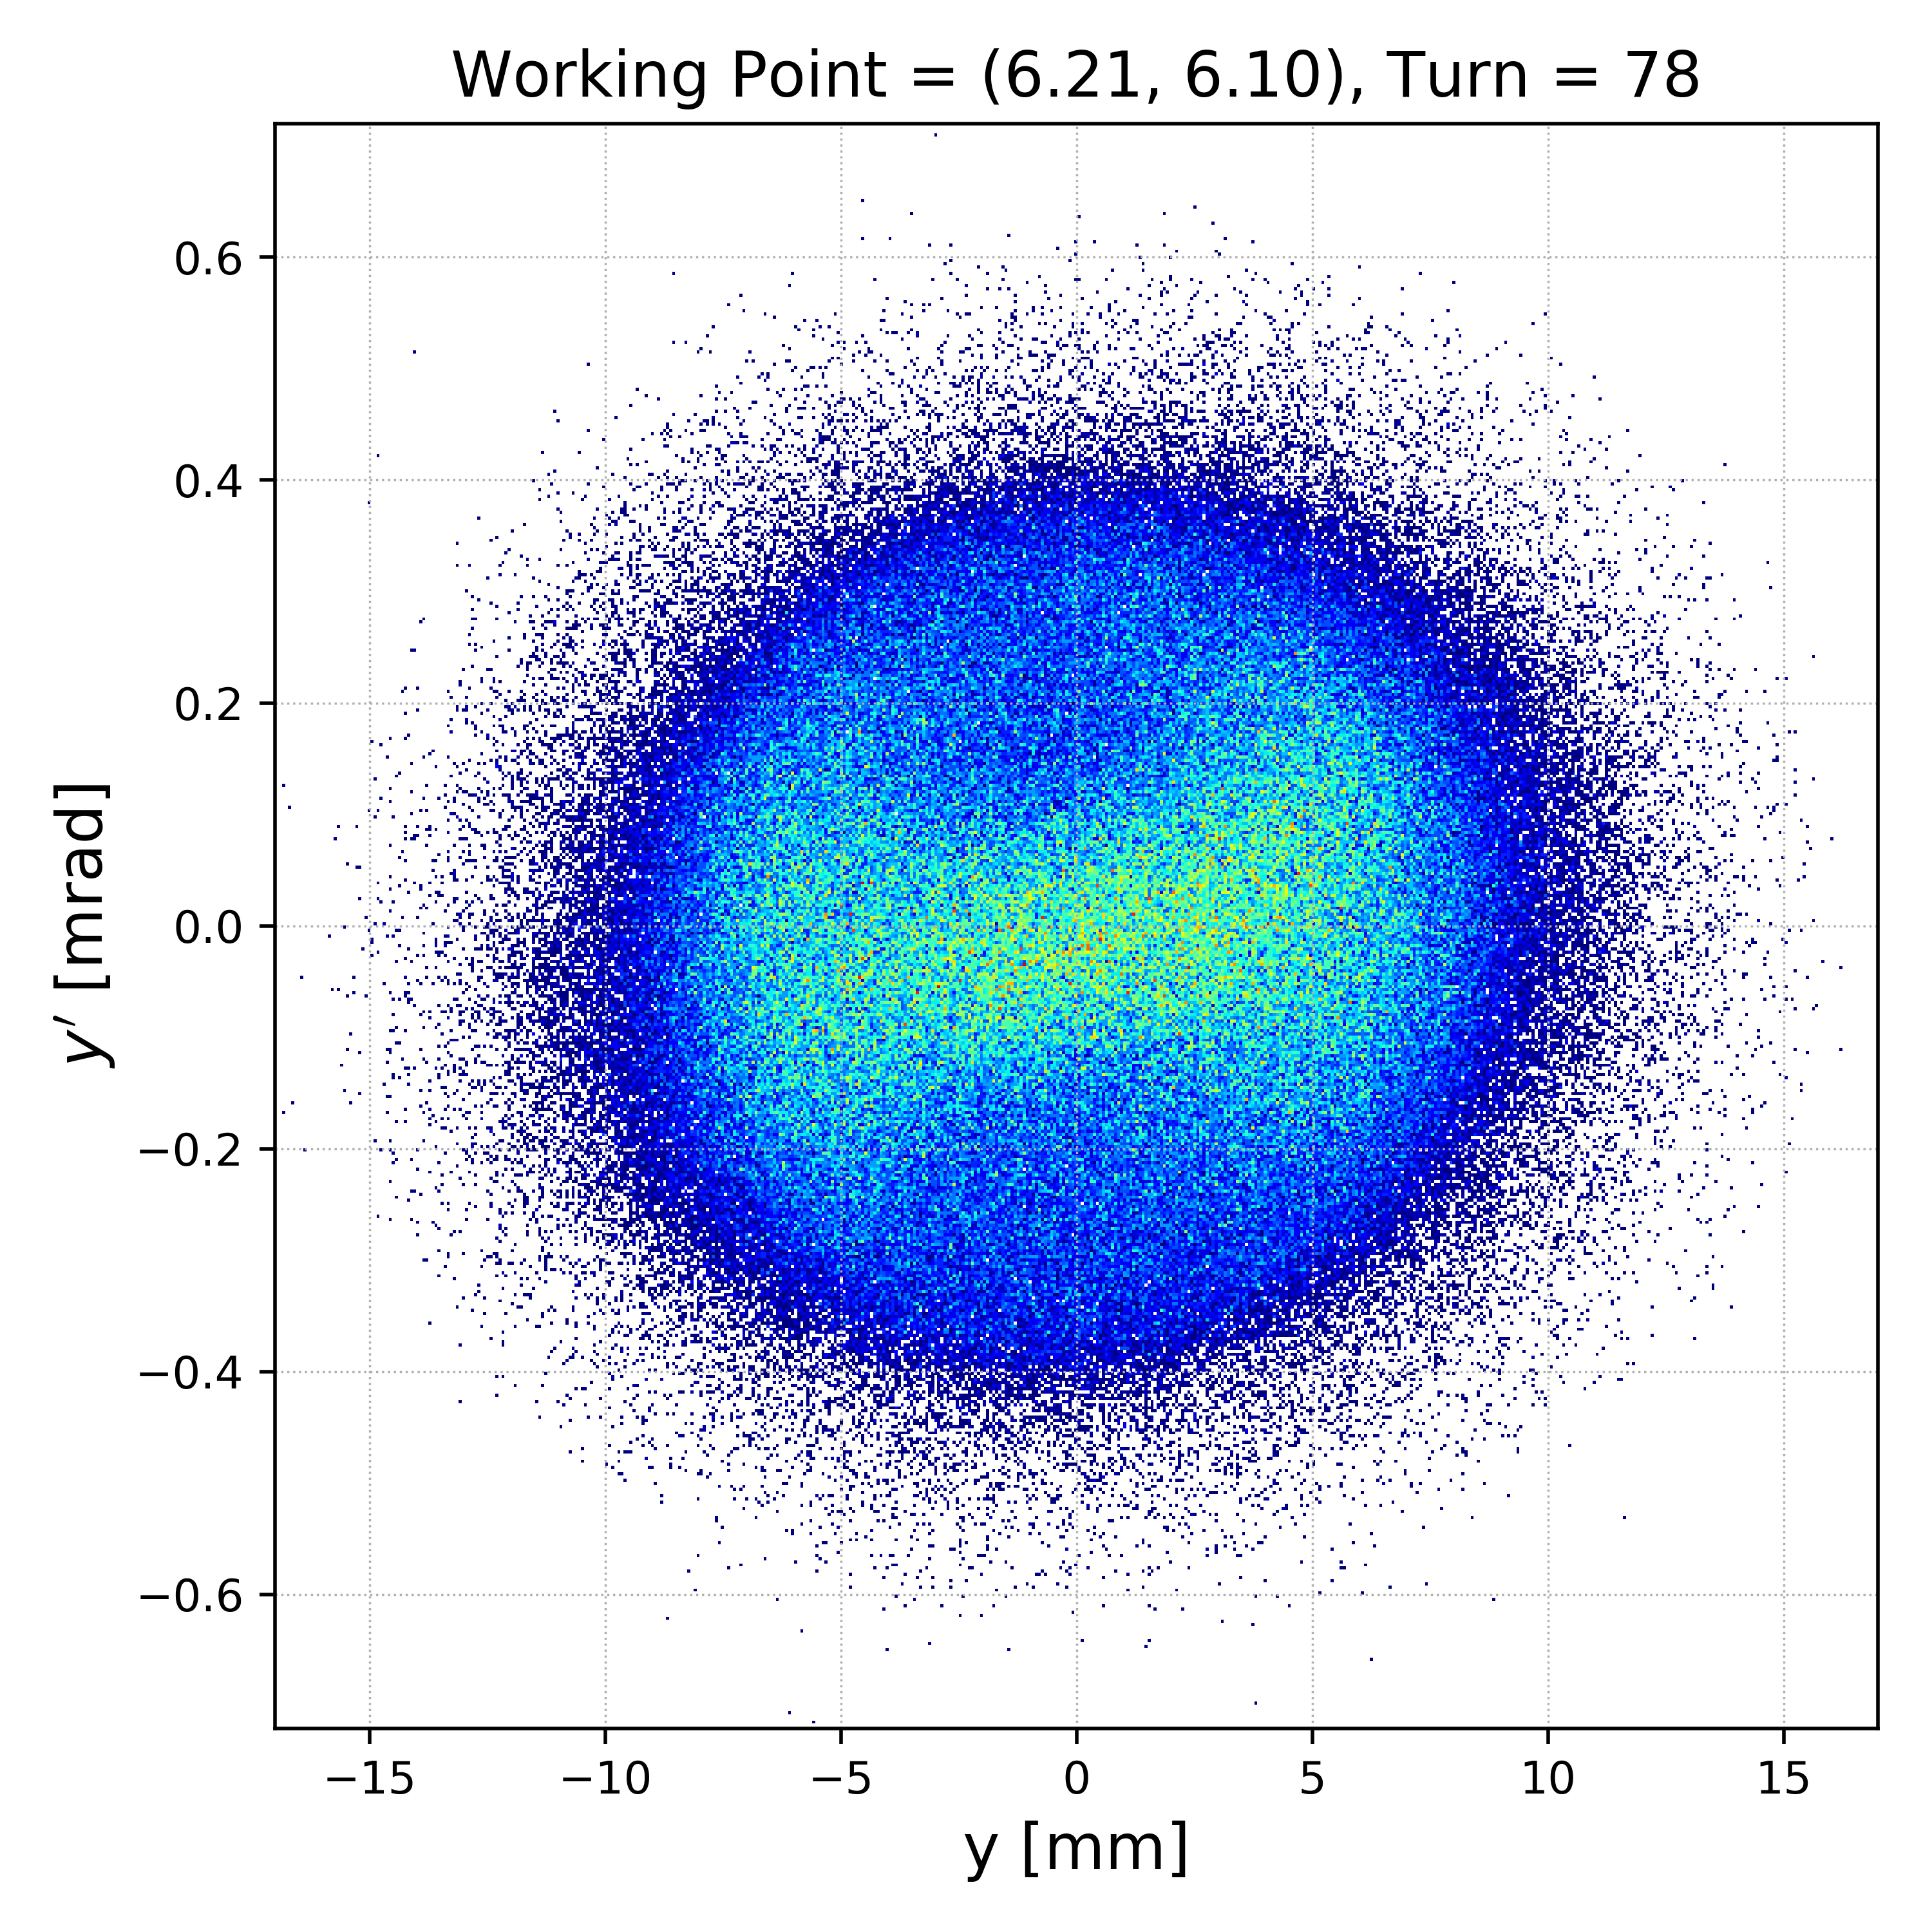 Working Point = (6.21, 6.10), Turn = 78
0.6
0.4
0.2
0.0
−0.2
−0.4
−0.6
y′ [mrad]
−15 −10 −5 0 5 10 15
y [mm]